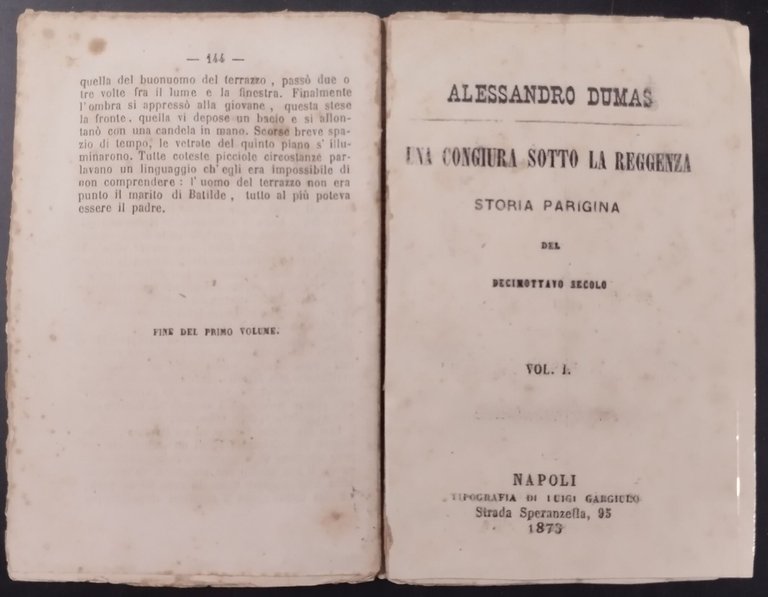 — 144 —
quella del buonuomo del terrazzo , passò due o
tre volte fra il lume e la finestra. Finalmente
l'ombra si appressò alla giovane , questa stese
la fronte, quella vi depose un bacio e si allon-
tanò con una candela in mano. Scorse breve spa-
zio di tempo, le vetrate del quinto piano s' illu-
minarono. Tutte coteste picciole circostanze par-
lavano un linguaggio ch'egli era impossibile di
non comprendere : l'uomo del terrazzo non era
punto il marito di Batilde , tutto al più poteva
essere il padre.
FINE DEL PRIMO VOLUME.
ALESSANDRO DUMAS
UNA CONGIURA SOTTO LA REGGENZA
STORIA PARIGINA
DEL
DECIMOTTAVO SECOLO
VOL. I.
NAPOLI
TIPOGRAFIA DI LUIGI GARGIULO
Strada Speranzella, 95
1873